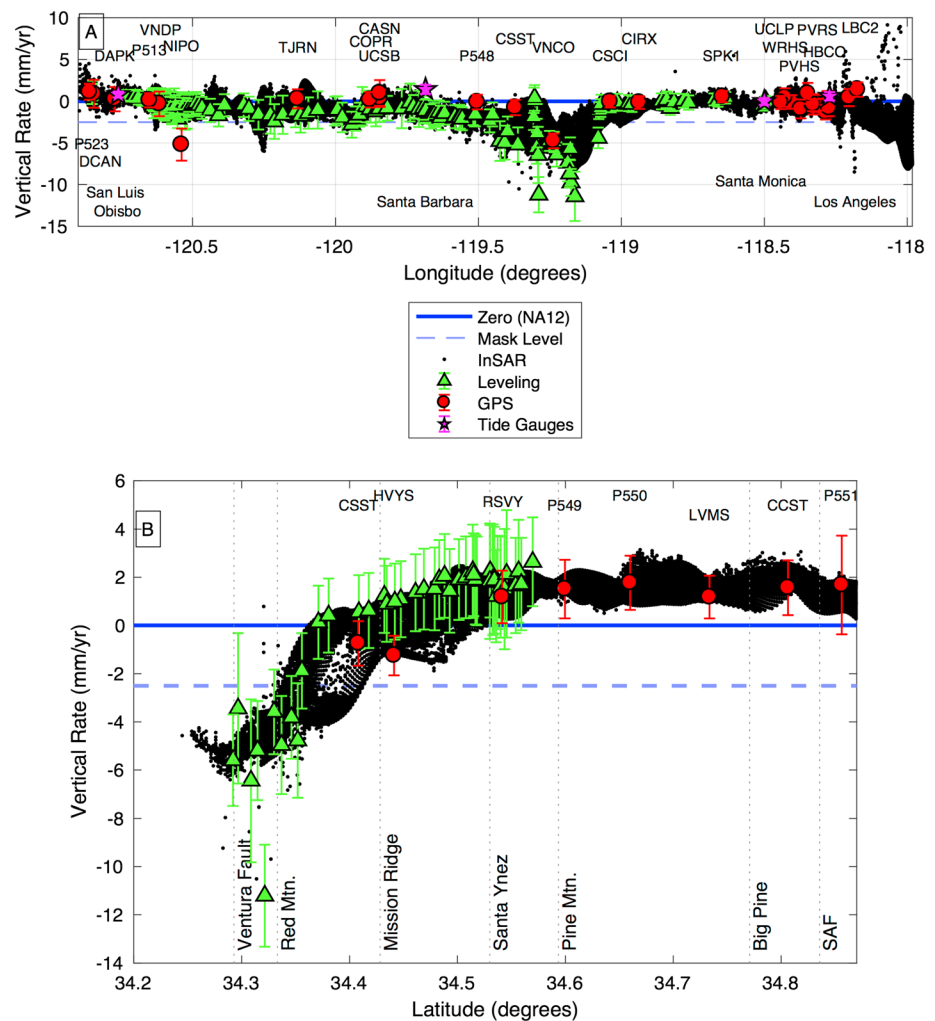 A
VNDP
CASN
UCLP PVRS LBC2
P513
NIPO
COPR
CSST
CIRX
WRHS
HBCO
DAPK
TJRN
UCSB
P548
VNCO
CSCI
SPK1
PVHS
P523
DCAN
San Luis
Obisbo
Santa Barbara
Santa Monica
Los Angeles
10
5
0
-5
-10
-15
Vertical Rate (mm/yr)
-120.5 -120 -119.5 -119 -118.5 -118
Longitude (degrees)
Zero (NA12)
Mask Level
InSAR
Leveling
GPS
Tide Gauges
B
CSST
HVYS
RSVY
P549
P550
LVMS
CCST
P551
6
4
2
0
-2
-4
-6
-8
-10
-12
-14
Vertical Rate (mm/yr)
Ventura Fault
Red Mtn.
Mission Ridge
Santa Ynez
Pine Mtn.
Big Pine
SAF
34.2 34.3 34.4 34.5 34.6 34.7 34.8
Latitude (degrees)